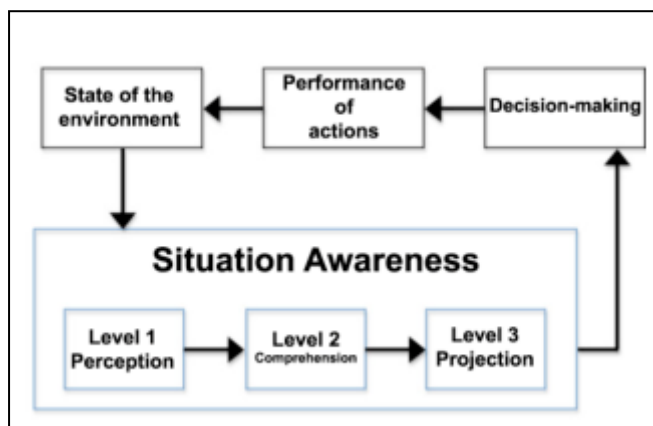 State of the
environment
Performance
of
actions
Decision-making
Situation Awareness
Level 1
Perception
Level 2
Comprehension
Level 3
Projection